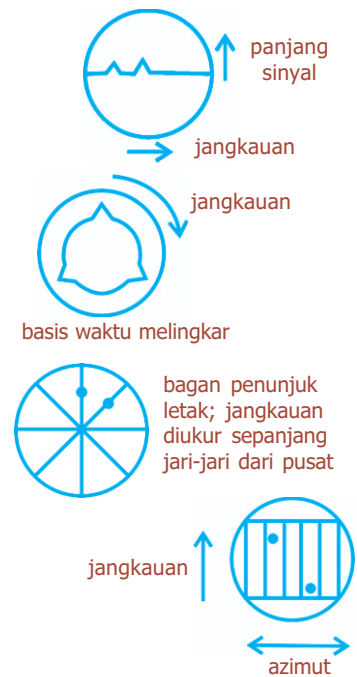 panjang
sinyal
jangkauan
jangkauan
basis waktu melingkar
bagan penunjuk
letak; jangkauan
diukur sepanjang
jari-jari dari pusat
jangkauan
azimut